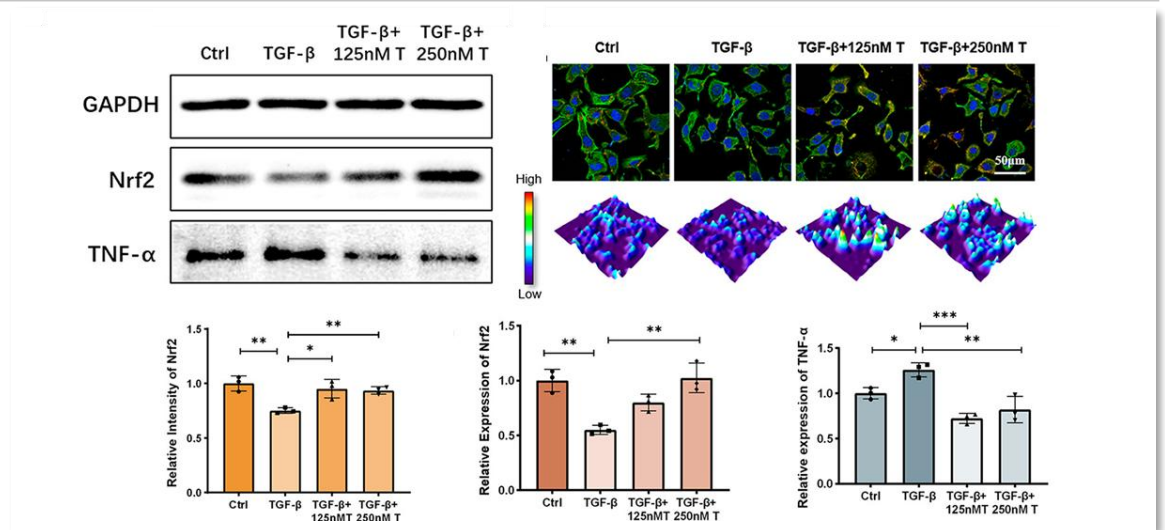 Ctrl TGF-β TGF-β+ 125nM T TGF-β+ 250nM T
GAPDH
Nrf2
TNF-α
Ctrl TGF-β TGF-β+125nM T TGF-β+250nM T
50μm
High
Low
Relative Intensity of Nrf2
1.5
1.0
0.5
0.0
**
*
**
Ctrl TGF-β TGF-β+ 125nMT TGF-β+ 250nM T
Relative Expression of Nrf2
1.5
1.0
0.5
0.0
**
**
Ctrl TGF-β TGF-β+ 125nMT TGF-β+ 250nM T
Relative expression of TNF-α
1.5
1.0
0.5
0.0
*
***
**
Ctrl TGF-β TGF-β+ 125nMT TGF-β+ 250nM T